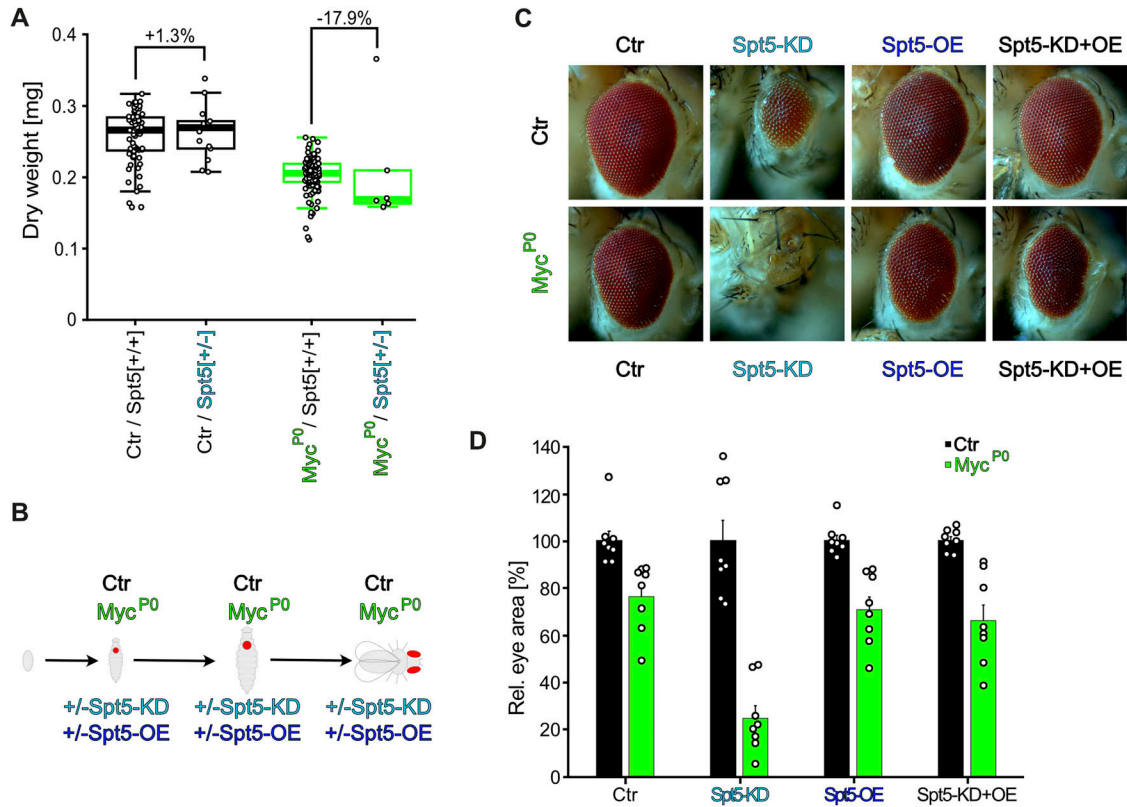 A
+1.3%
-17.9%
0.4
0.3
0.2
0.1
0
Dry weight [mg]
Ctr / Spt5[+/+]
Ctr / Spt5[+/-]
Myc^P0 / Spt5[+/+]
Myc^P0 / Spt5[+/-]
B
Ctr Ctr Ctr
Myc^P0 Myc^P0 Myc^P0
+/-Spt5-KD +/-Spt5-KD +/-Spt5-KD
+/-Spt5-OE +/-Spt5-OE +/-Spt5-OE
C
Ctr Spt5-KD Spt5-OE Spt5-KD+OE
Ctr
Myc^P0
Ctr Spt5-KD Spt5-OE Spt5-KD+OE
D
Ctr
Myc^P0
140
120
100
80
60
40
20
0
Rel. eye area [%]
Ctr Spt5-KD Spt5-OE Spt5-KD+OE